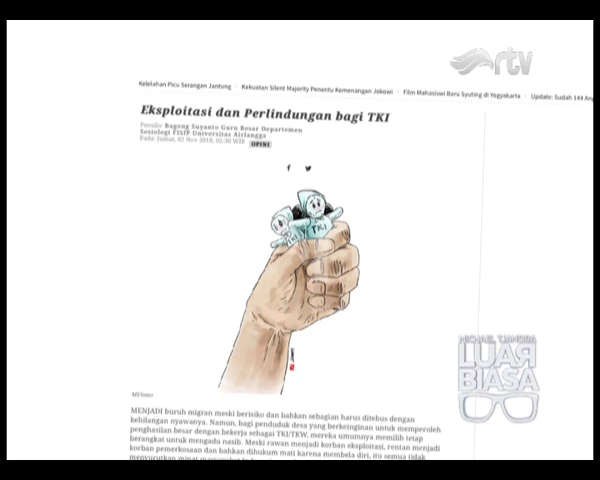 rtv
Kelelahan Picu Serangan Jantung · Kekuatan Silent Majority Penentu Kemenangan Jokowi · Film Mahasiswi Baru Syuting di Yogyakarta · Update: Sudah 144 Ang
Eksploitasi dan Perlindungan bagi TKI
Penulis: Bagong Suyanto Guru Besar Departemen
Sosiologi FISIP Universitas Airlangga
Pada: Jumat, 02 Nov 2018, 02:30 WIB OPINI
TKI
MICHAEL TJANDRA
LUAR
BIASA
MENJADI buruh migran meski berisiko dan bahkan sebagian harus ditebus dengan
kehilangan nyawanya. Namun, bagi penduduk desa yang berkeinginan untuk memperoleh
penghasilan besar dengan bekerja sebagai TKI/TKW, mereka umumnya memilih tetap
berangkat untuk mengadu nasib. Meski rawan menjadi korban eksploitasi, rentan menjadi
korban pemerkosaan dan bahkan dihukum mati karena membela diri, itu semua tidak